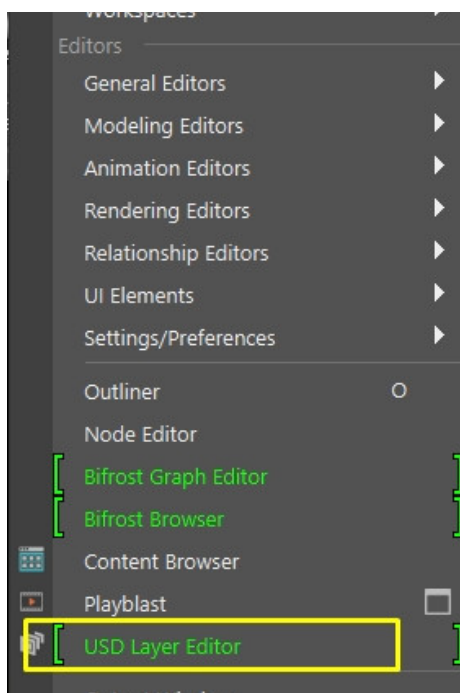 Workspaces
Editors
General Editors
Modeling Editors
Animation Editors
Rendering Editors
Relationship Editors
UI Elements
Settings/Preferences
Outliner O
Node Editor
Bifrost Graph Editor
Bifrost Browser
Content Browser
Playblast
USD Layer Editor